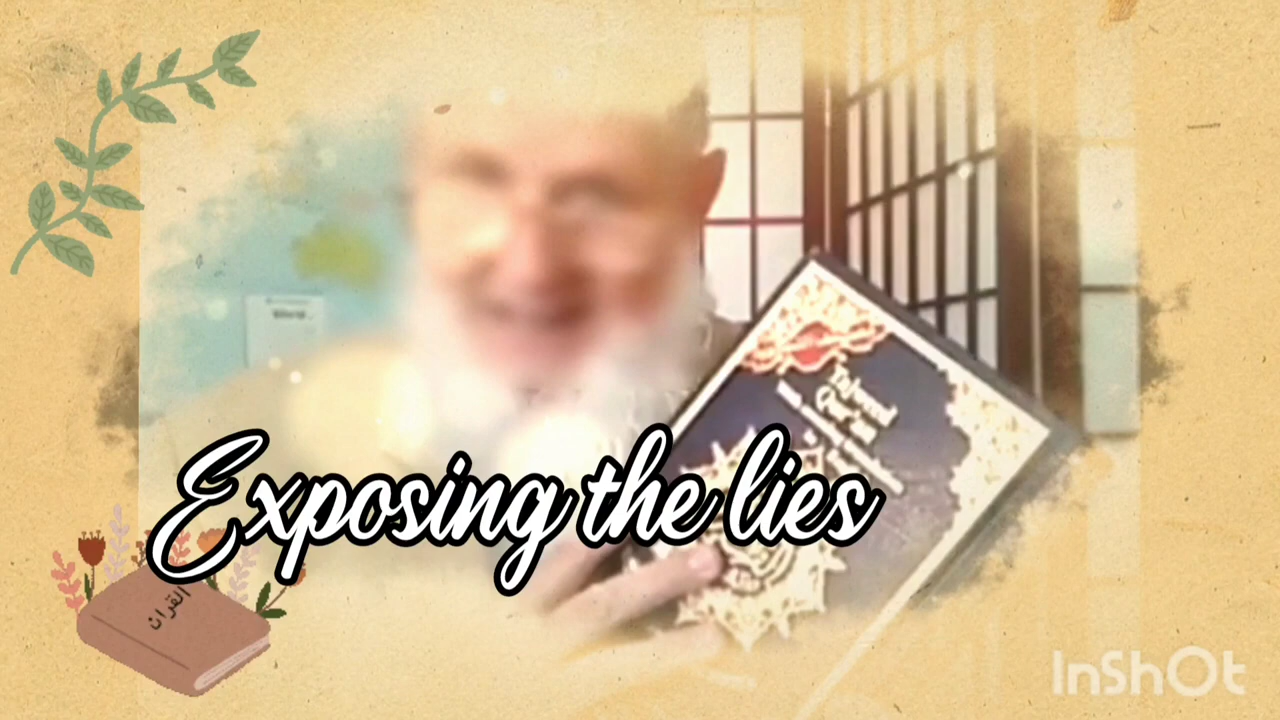 Tajweed
Qur'an
Exposing the lies
القرآن
InShOt